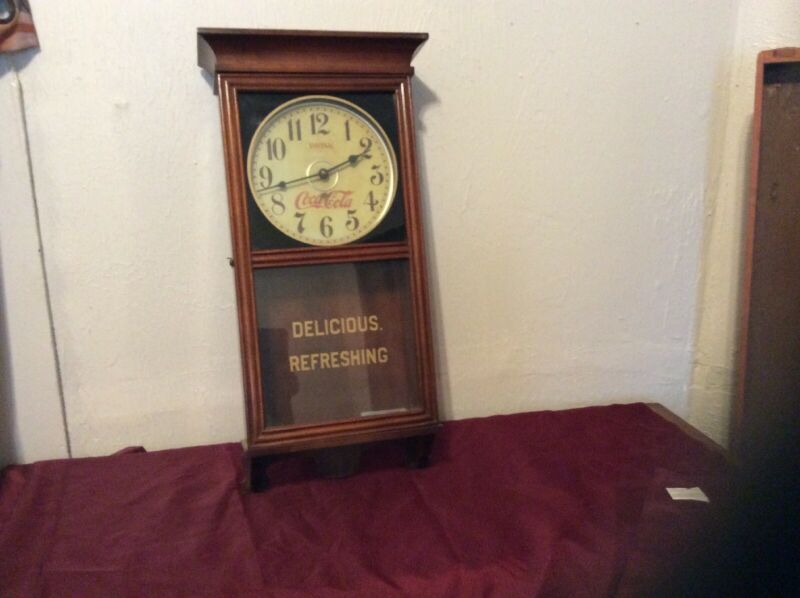 11 12 1
10 2
9 3
8 4
7 6 5
Coca-Cola
DELICIOUS.
REFRESHING